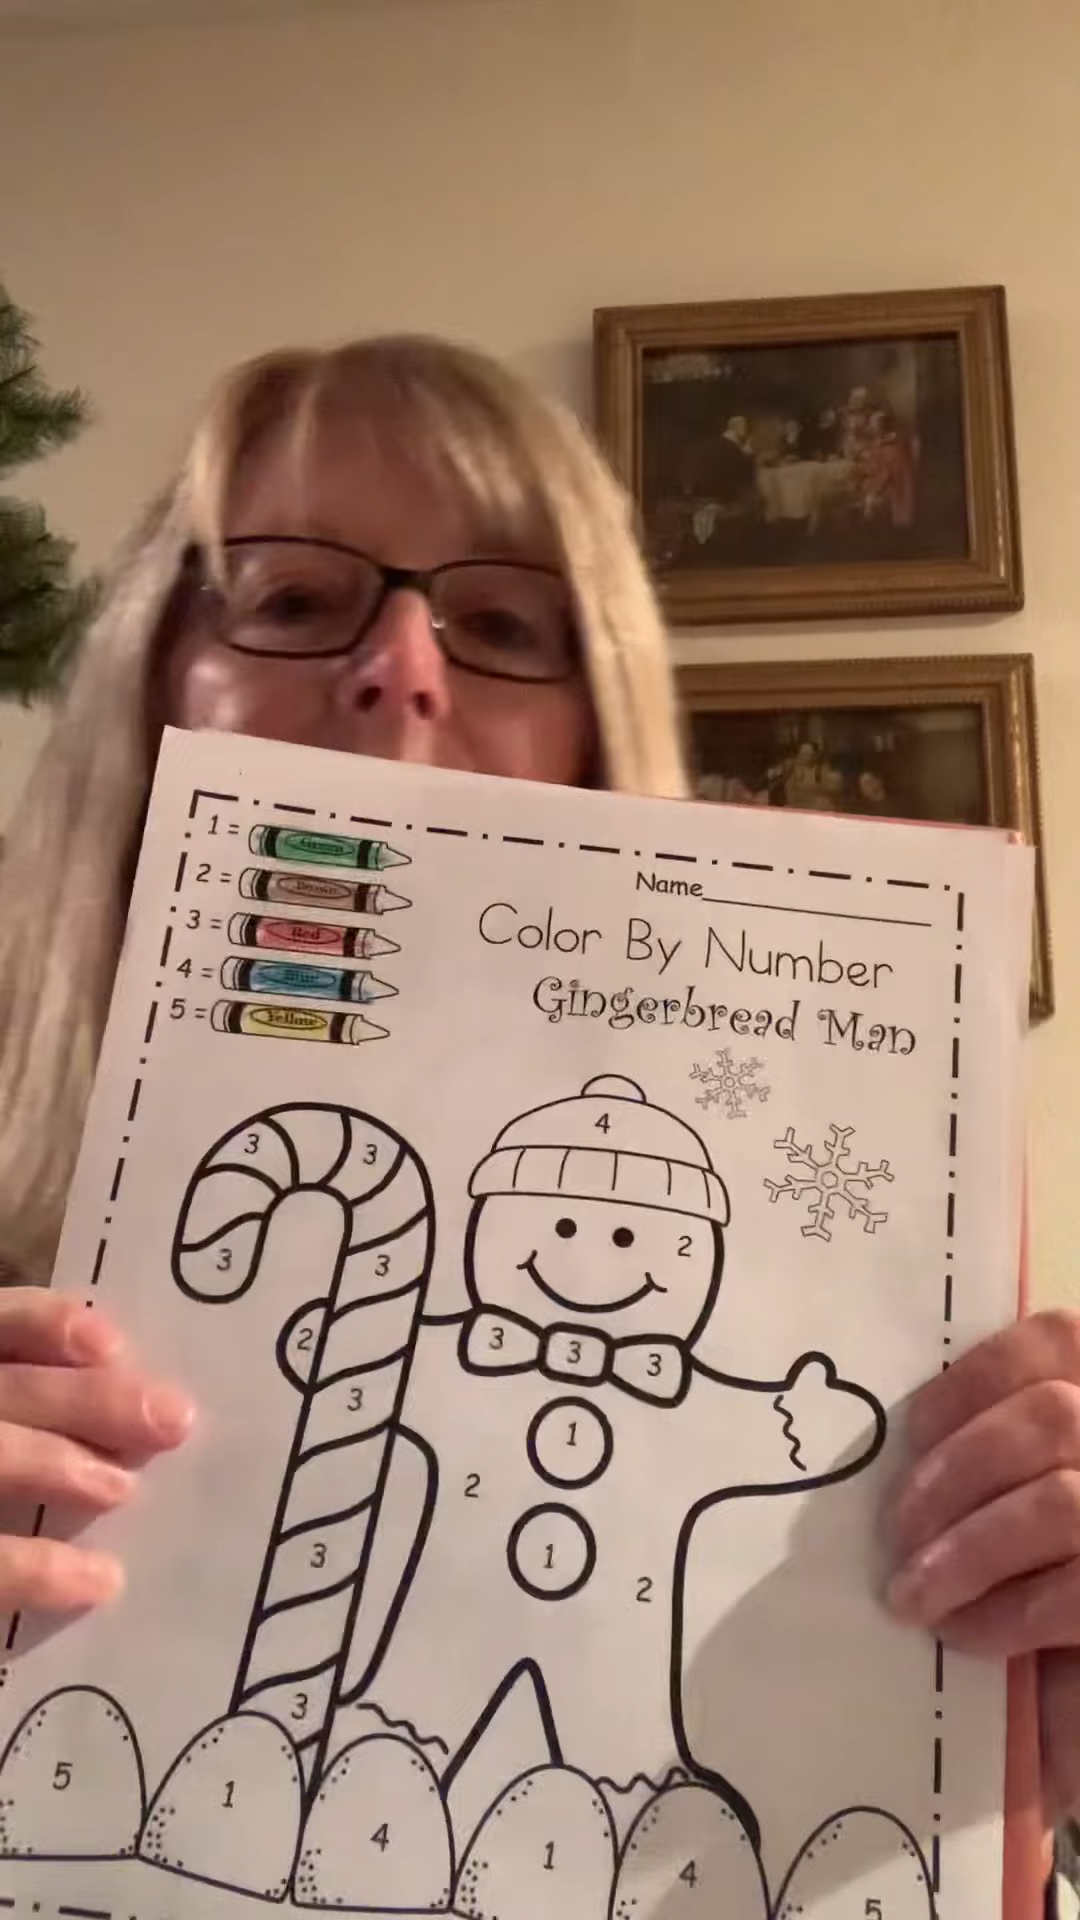 1 = Green
2 = Brown
3 = Red
4 = Blue
5 = Yellow
Name
Color By Number
Gingerbread Man
4
3
3
2
3
3
2
3
3
3
3
1
2
3
1
2
3
5
1
4
1
4
5